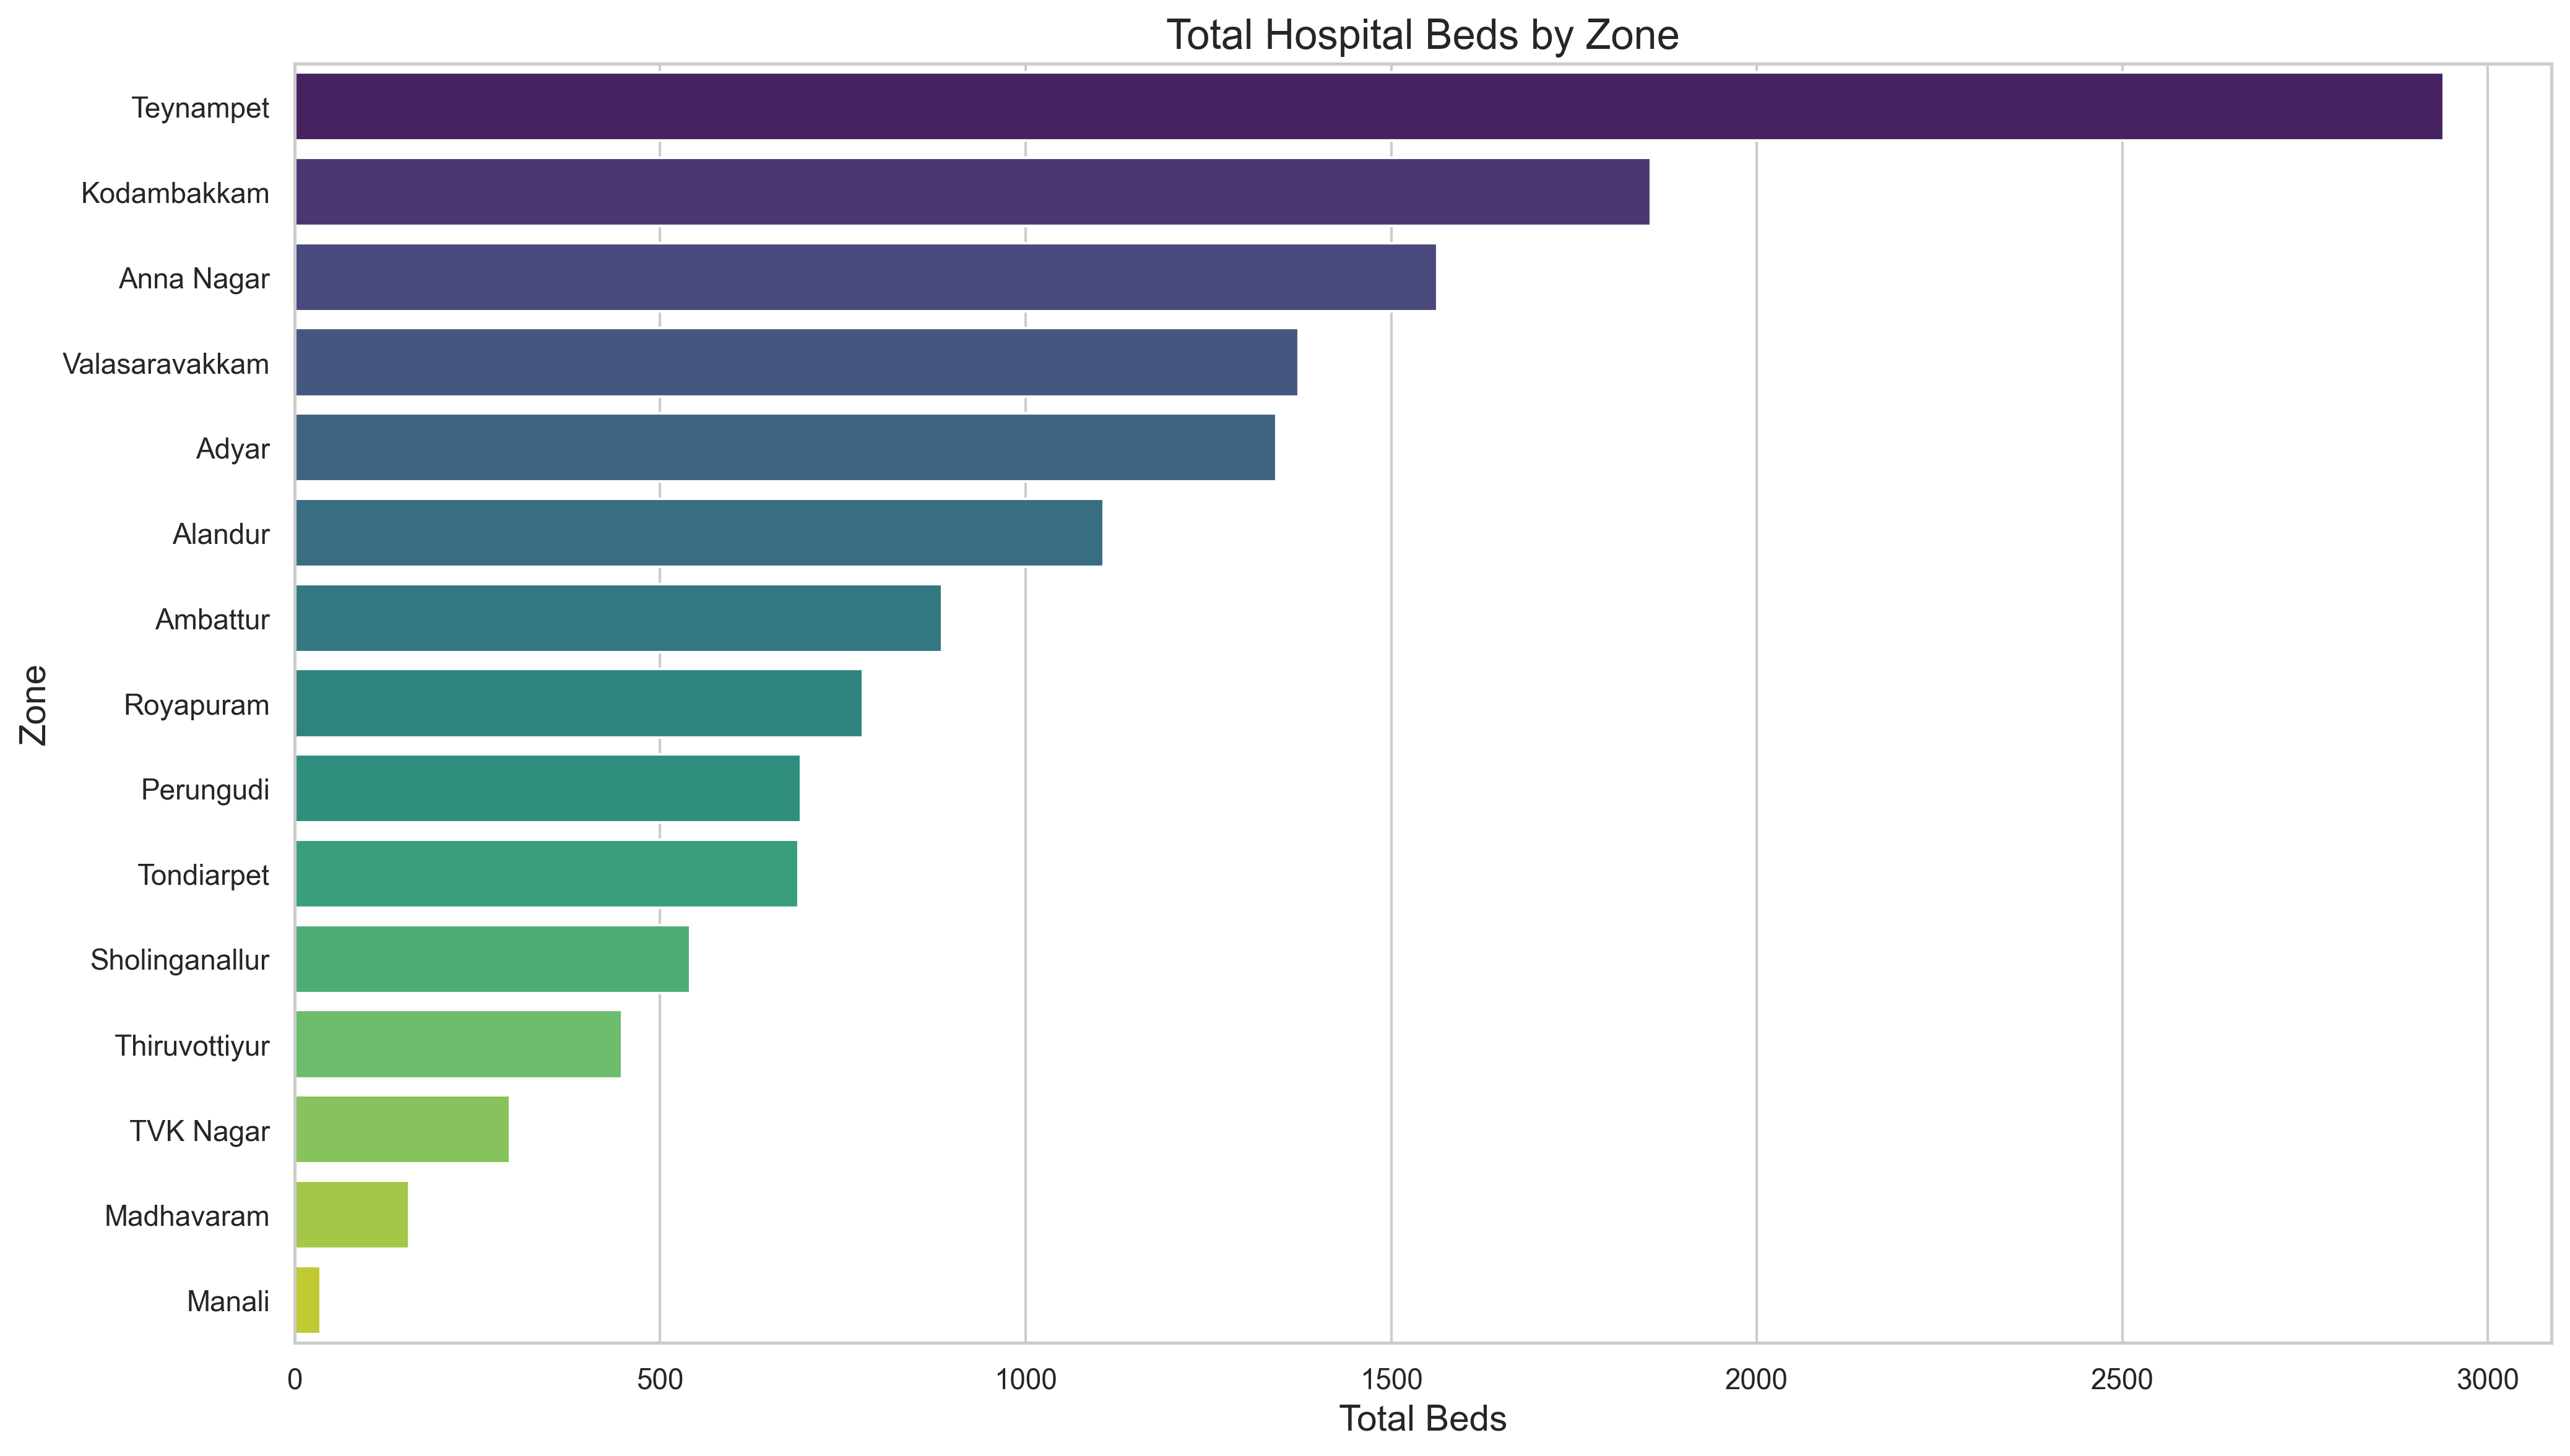 Total Hospital Beds by Zone
Teynampet
Kodambakkam
Anna Nagar
Valasaravakkam
Adyar
Alandur
Ambattur
Royapuram
Perungudi
Tondiarpet
Sholinganallur
Thiruvottiyur
TVK Nagar
Madhavaram
Manali
Zone
0 500 1000 1500 2000 2500 3000
Total Beds